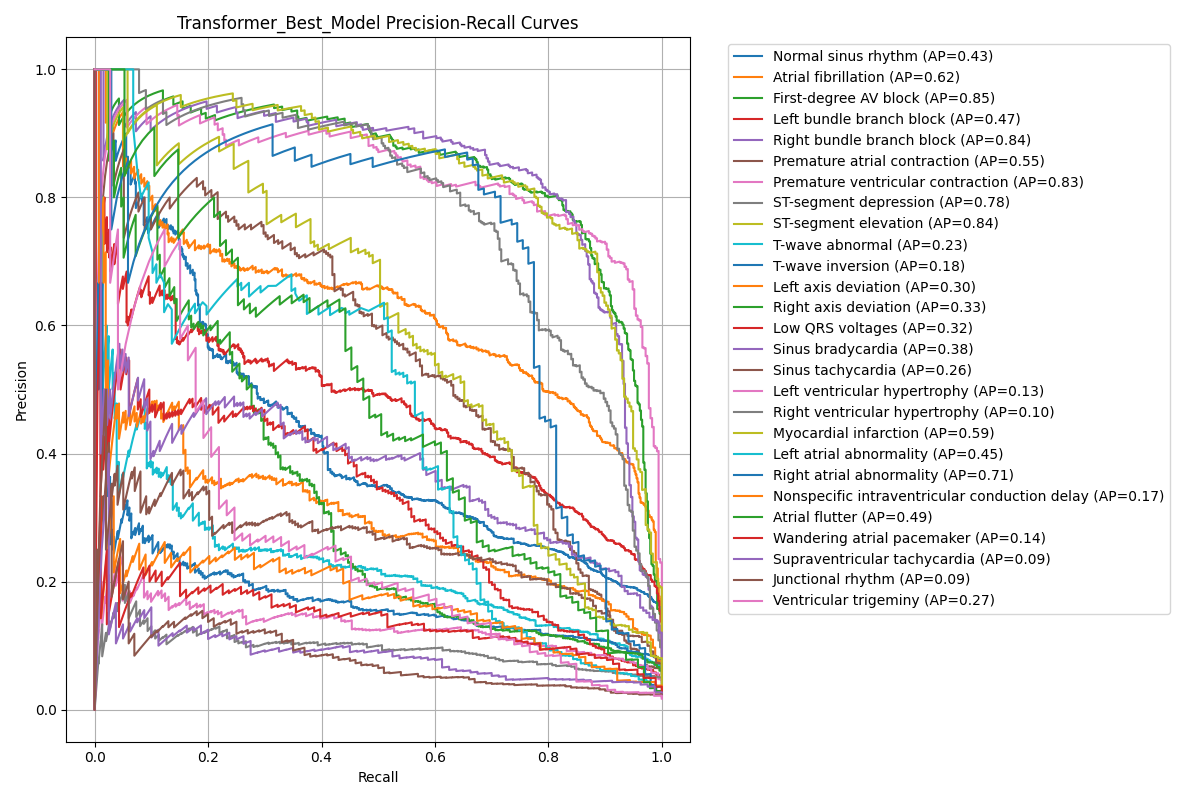 Transformer_Best_Model Precision-Recall Curves
1.0
0.8
0.6
0.4
0.2
0.0
Precision
0.0 0.2 0.4 0.6 0.8 1.0
Recall
Normal sinus rhythm (AP=0.43)
Atrial fibrillation (AP=0.62)
First-degree AV block (AP=0.85)
Left bundle branch block (AP=0.47)
Right bundle branch block (AP=0.84)
Premature atrial contraction (AP=0.55)
Premature ventricular contraction (AP=0.83)
ST-segment depression (AP=0.78)
ST-segment elevation (AP=0.84)
T-wave abnormal (AP=0.23)
T-wave inversion (AP=0.18)
Left axis deviation (AP=0.30)
Right axis deviation (AP=0.33)
Low QRS voltages (AP=0.32)
Sinus bradycardia (AP=0.38)
Sinus tachycardia (AP=0.26)
Left ventricular hypertrophy (AP=0.13)
Right ventricular hypertrophy (AP=0.10)
Myocardial infarction (AP=0.59)
Left atrial abnormality (AP=0.45)
Right atrial abnormality (AP=0.71)
Nonspecific intraventricular conduction delay (AP=0.17)
Atrial flutter (AP=0.49)
Wandering atrial pacemaker (AP=0.14)
Supraventricular tachycardia (AP=0.09)
Junctional rhythm (AP=0.09)
Ventricular trigeminy (AP=0.27)